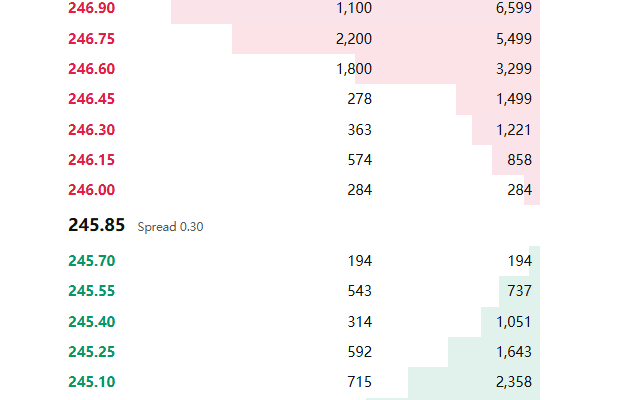 246.90 1,100 6,599
246.75 2,200 5,499
246.60 1,800 3,299
246.45 278 1,499
246.30 363 1,221
246.15 574 858
246.00 284 284
245.85 Spread 0.30
245.70 194 194
245.55 543 737
245.40 314 1,051
245.25 592 1,643
245.10 715 2,358